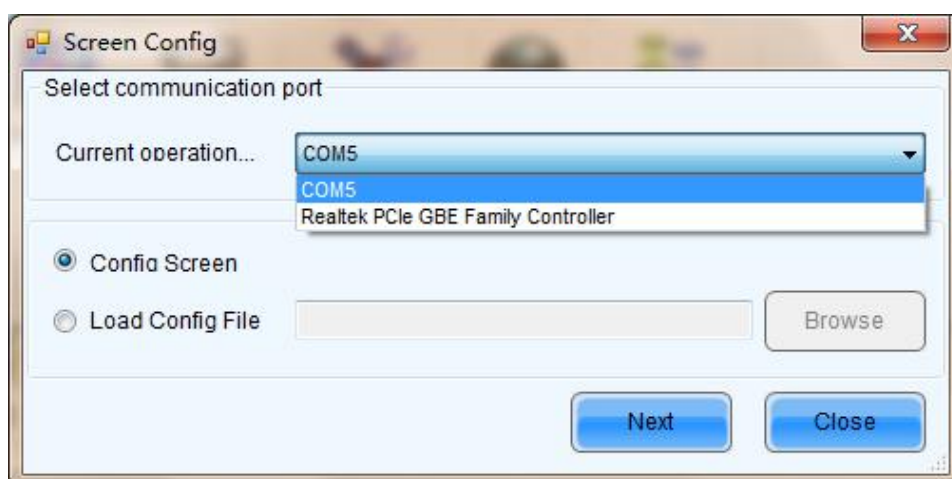 Screen Config
Select communication port
Current operation...
COM5
COM5
Realtek PCIe GBE Family Controller
Config Screen
Load Config File
Browse
Next
Close